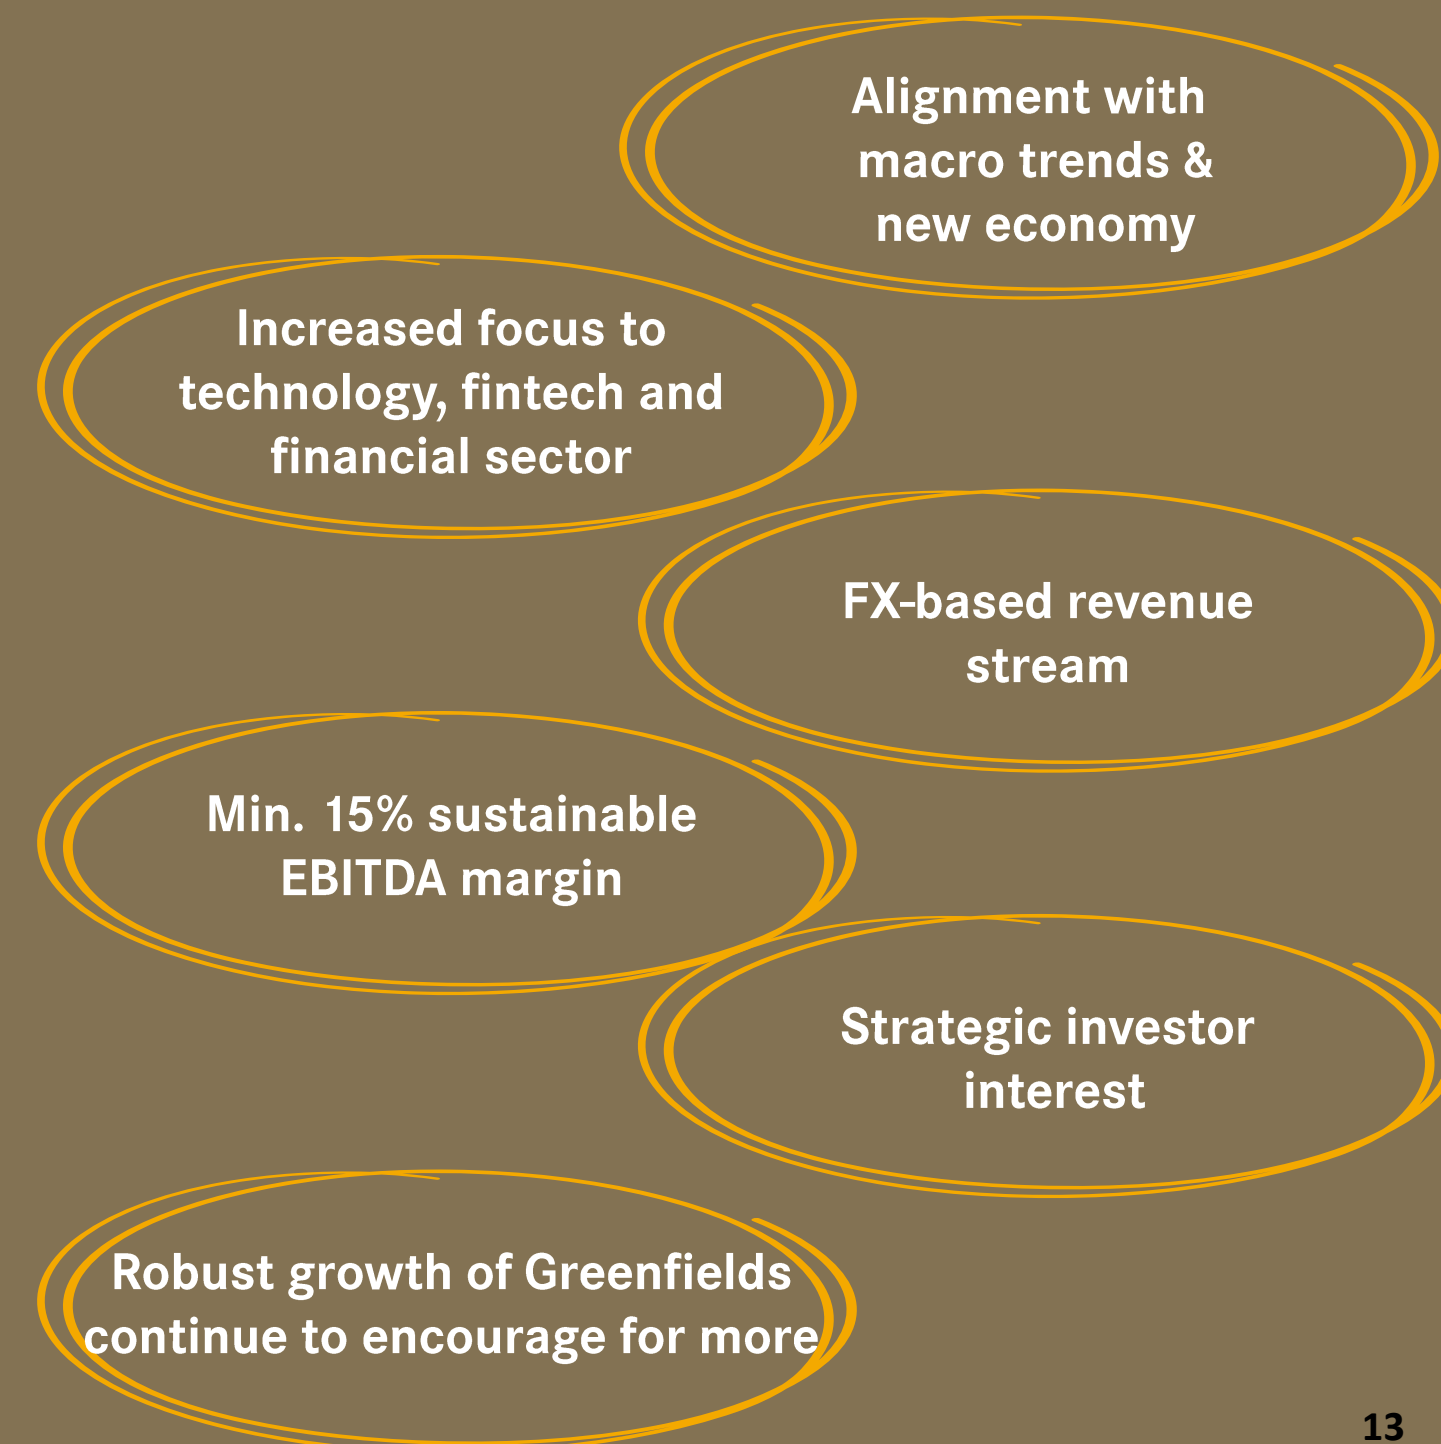 Alignment with
macro trends &
new economy
Increased focus to
technology, fintech and
financial sector
FX-based revenue
stream
Min. 15% sustainable
EBITDA margin
Strategic investor
interest
Robust growth of Greenfields
continue to encourage for more
13